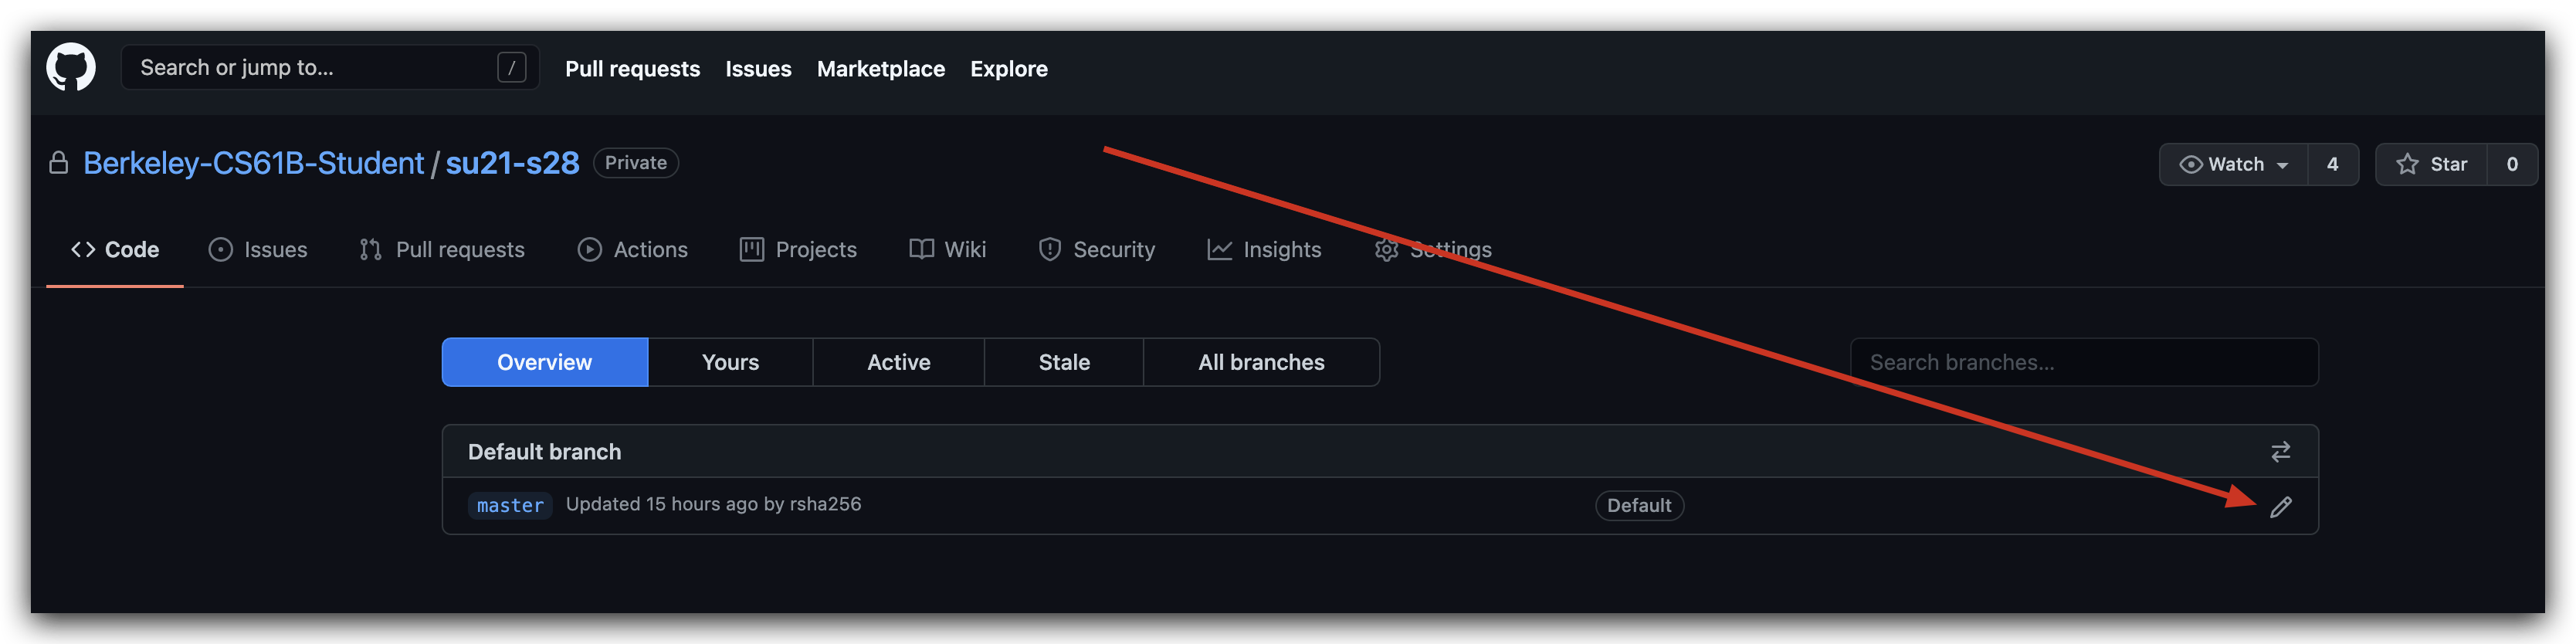 Search or jump to... / Pull requests Issues Marketplace Explore
Berkeley-CS61B-Student / su21-s28 Private Watch 4 Star 0
Code Issues Pull requests Actions Projects Wiki Security Insights Settings
Overview Yours Active Stale All branches Search branches...
Default branch
master Updated 15 hours ago by rsha256 Default